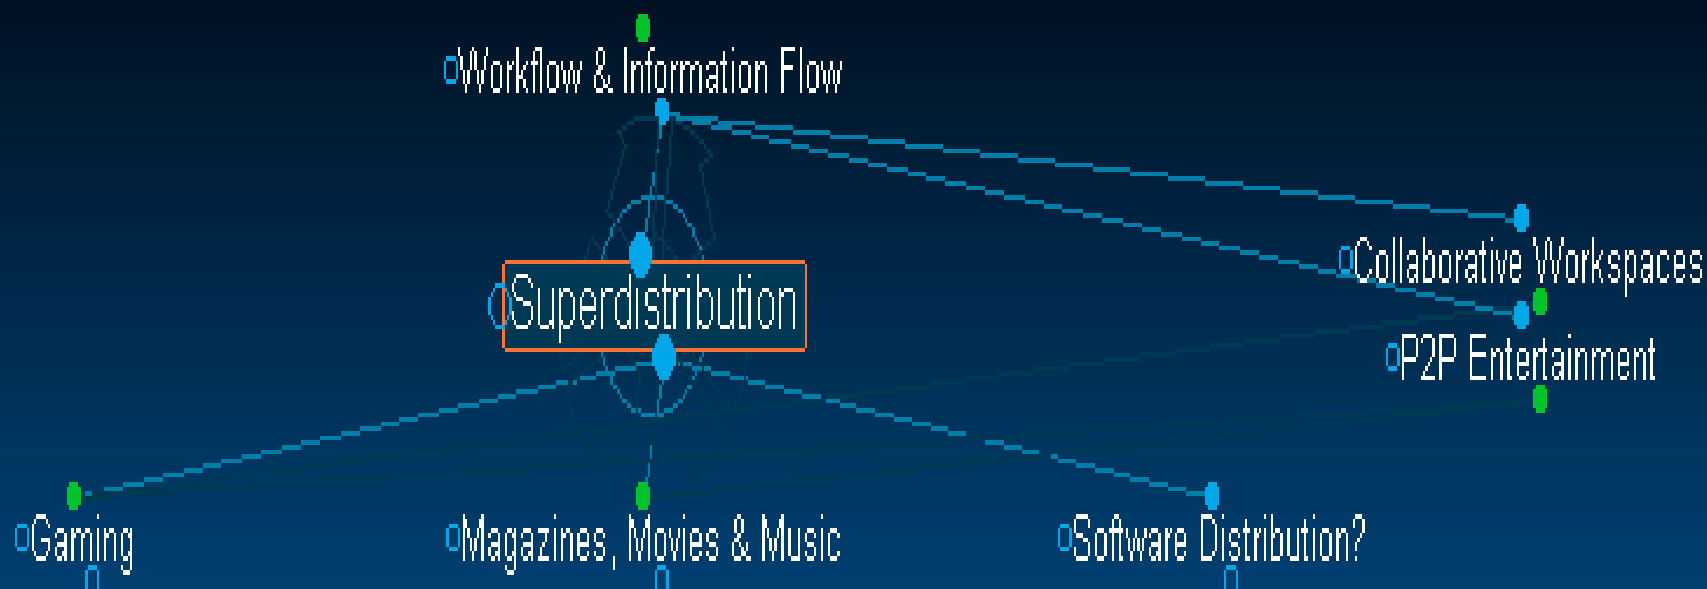 Workflow & Information Flow
Collaborative Workspaces
Superdistribution
P2P Entertainment
Gaming
Magazines, Movies & Music
Software Distribution?